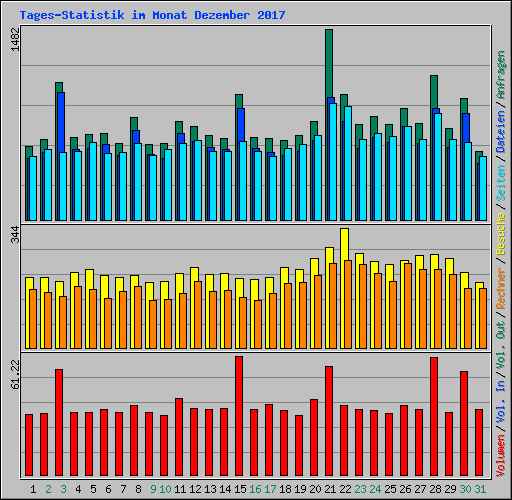 Tages-Statistik im Monat Dezember 2017
1482
Anfragen / Dateien / Seiten
344
Rechner / Besuche
61.22
Volumen / Vol. In / Vol. Out
1 2 3 4 5 6 7 8 9 10 11 12 13 14 15 16 17 18 19 20 21 22 23 24 25 26 27 28 29 30 31